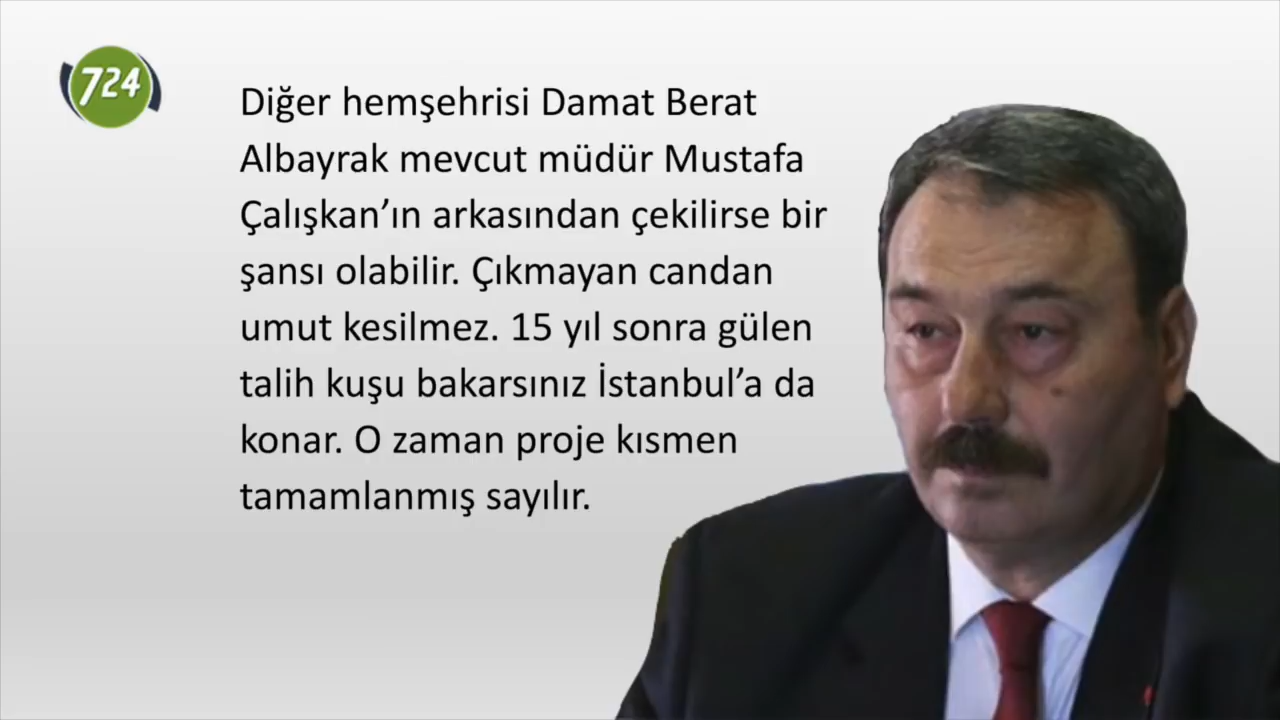 724
Diğer hemşehrisi Damat Berat
Albayrak mevcut müdür Mustafa
Çalışkan’ın arkasından çekilirse bir
şansı olabilir. Çıkmayan candan
umut kesilmez. 15 yıl sonra gülen
talih kuşu bakarsınız İstanbul’a da
konar. O zaman proje kısmen
tamamlanmış sayılır.